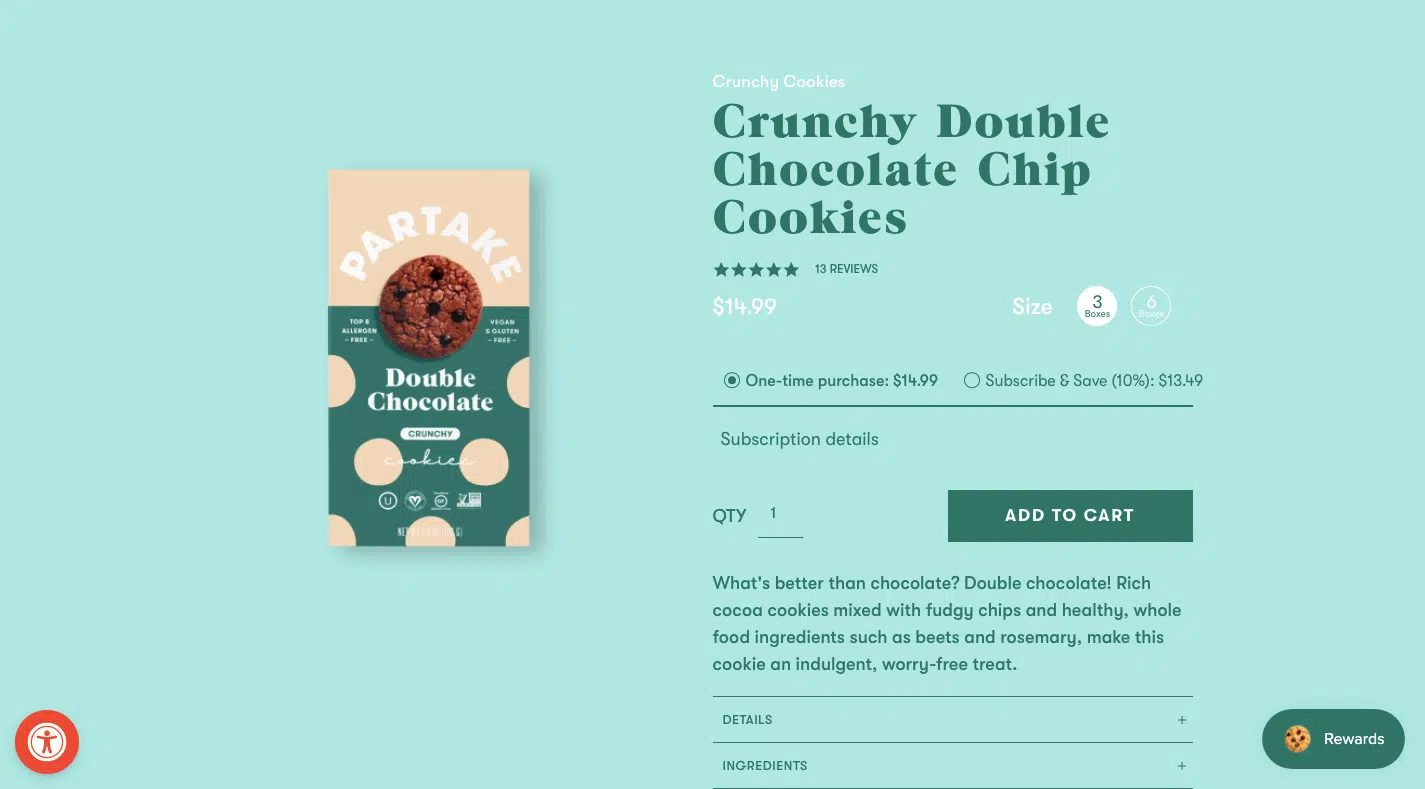 Crunchy Cookies
Crunchy Double
Chocolate Chip
Cookies
13 REVIEWS
$14.99
Size
3
Boxes
6
Boxes
One-time purchase: $14.99
Subscribe & Save (10%): $13.49
Subscription details
QTY
1
ADD TO CART
What's better than chocolate? Double chocolate! Rich
cocoa cookies mixed with fudgy chips and healthy, whole
food ingredients such as beets and rosemary, make this
cookie an indulgent, worry-free treat.
DETAILS +
INGREDIENTS +
PARTAKE
TOP 8
ALLERGEN
– FREE –
VEGAN
& GLUTEN
– FREE –
Double
Chocolate
CRUNCHY
cookies
U
GF
NET WT
Rewards